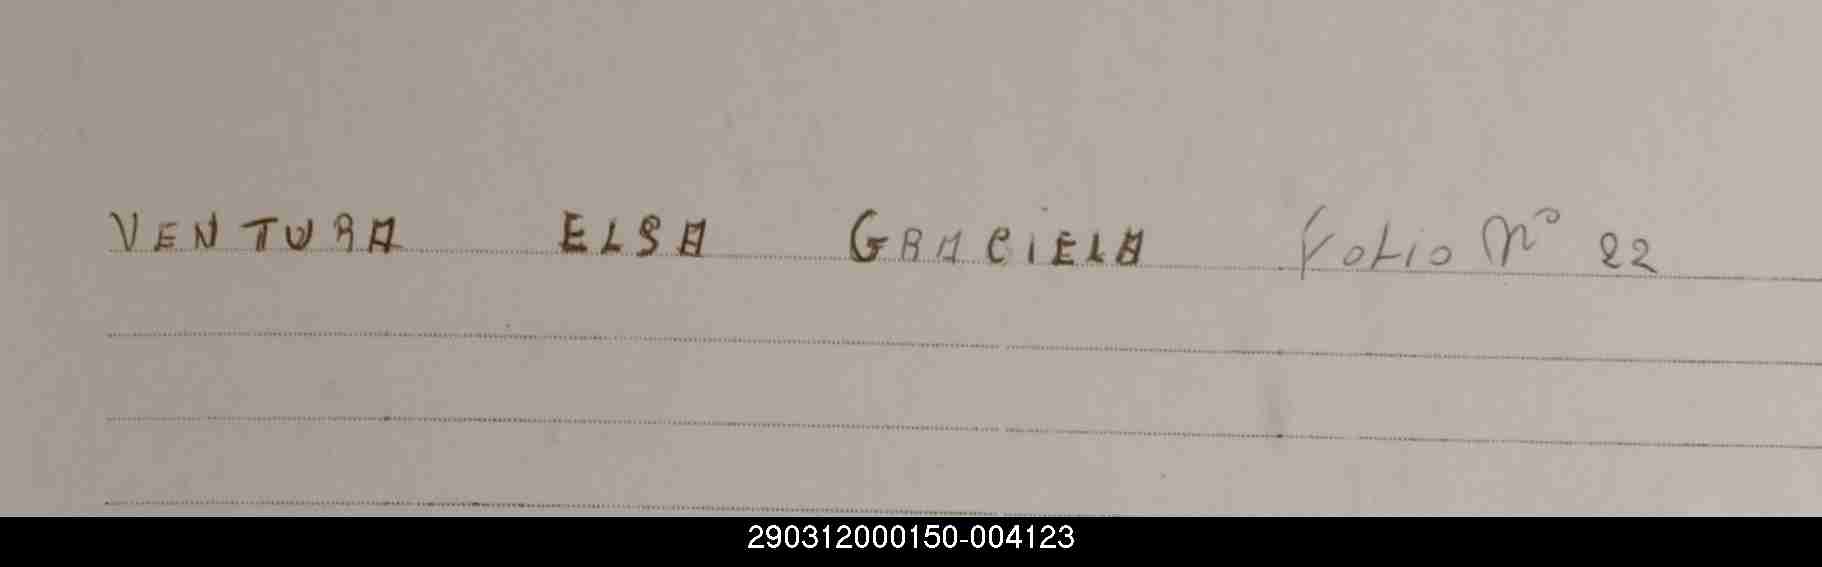 VENTURA ELSA GRACIELA FOLIO Nº 22
290312000150-004123